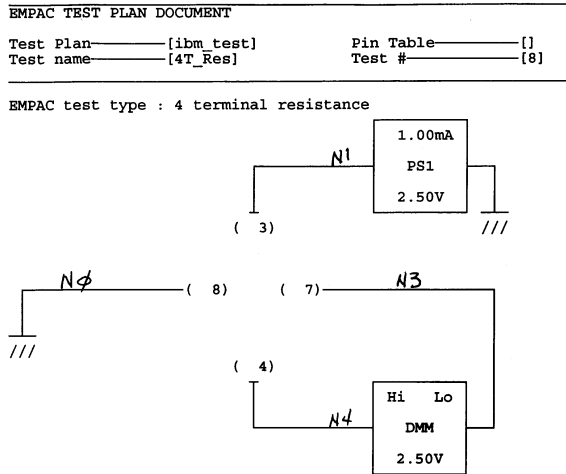 EMPAC TEST PLAN DOCUMENT
Test Plan————[ibm_test] Pin Table————[]
Test name————[4T_Res] Test #————[8]
EMPAC test type : 4 terminal resistance
1.00mA
N1
PS1
2.50V
( 3)
///
NØ
( 8) ( 7)
N3
///
( 4)
Hi Lo
N4
DMM
2.50V